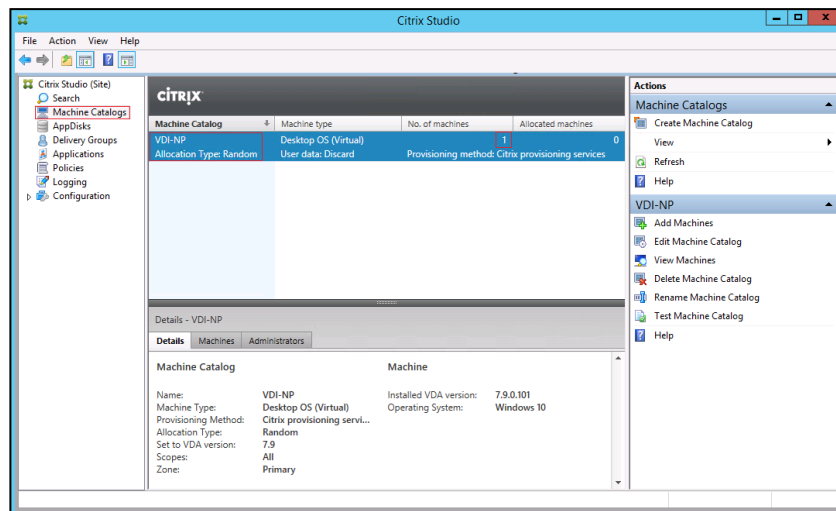 Citrix Studio
File Action View Help
Citrix Studio (Site)
Search
Machine Catalogs
AppDisks
Delivery Groups
Applications
Policies
Logging
Configuration
CITRIX
Machine Catalog Machine type No. of machines Allocated machines
VDI-NP Desktop OS (Virtual) 1 0
Allocation Type: Random User data: Discard Provisioning method: Citrix provisioning services
Details - VDI-NP
Details Machines Administrators
Machine Catalog Machine
Name: VDI-NP Installed VDA version: 7.9.0.101
Machine Type: Desktop OS (Virtual) Operating System: Windows 10
Provisioning Method: Citrix provisioning servi...
Allocation Type: Random
Set to VDA version: 7.9
Scopes: All
Zone: Primary
Actions
Machine Catalogs
Create Machine Catalog
View
Refresh
Help
VDI-NP
Add Machines
Edit Machine Catalog
View Machines
Delete Machine Catalog
Rename Machine Catalog
Test Machine Catalog
Help